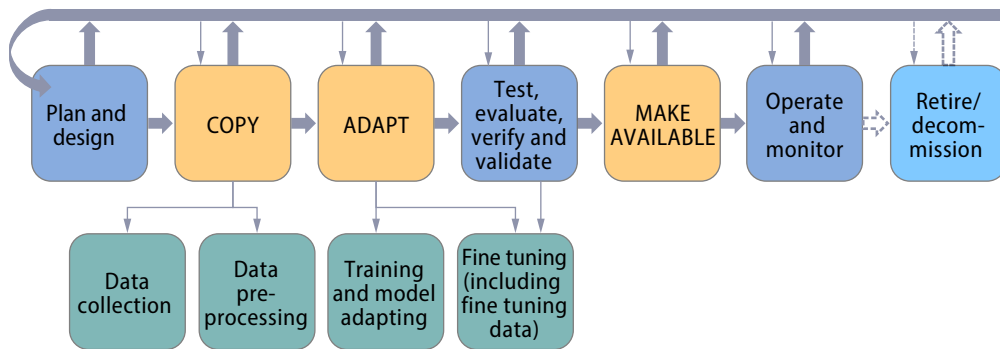 Plan and
design
COPY
ADAPT
Test,
evaluate,
verify and
validate
MAKE
AVAILABLE
Operate
and
monitor
Retire/
decom-
mission
Data
collection
Data
pre-
processing
Training
and model
adapting
Fine tuning
(including
fine tuning
data)